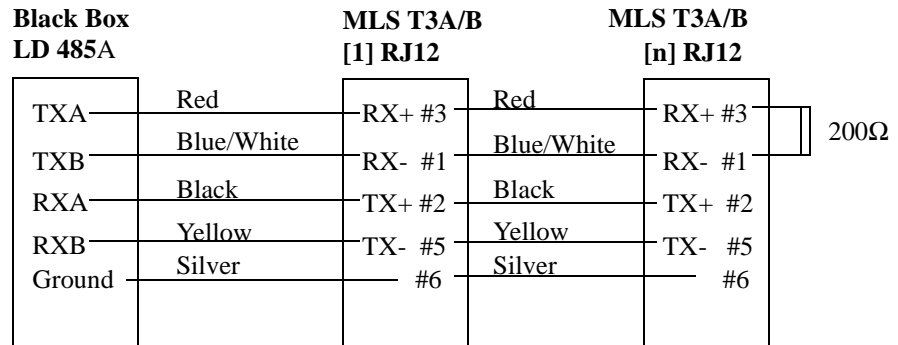 Black Box MLS T3A/B MLS T3A/B
LD 485A [1] RJ12 [n] RJ12
TXA Red RX+ #3 Red RX+ #3
200Ω
TXB Blue/White RX- #1 Blue/White RX- #1
RXA Black TX+ #2 Black TX+ #2
RXB Yellow TX- #5 Yellow TX- #5
Ground Silver #6 Silver #6